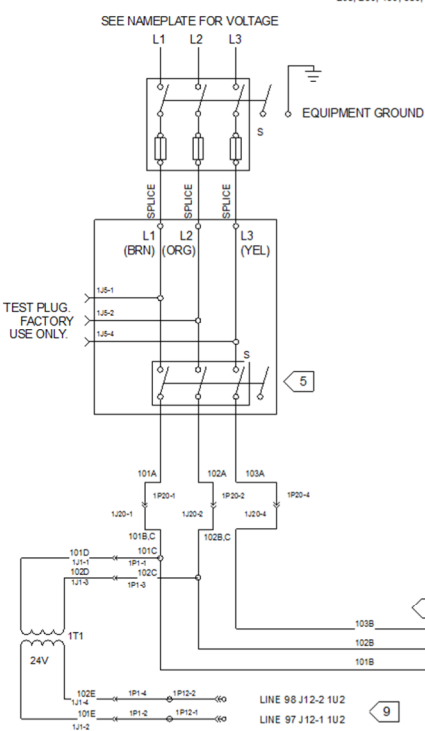 SEE NAMEPLATE FOR VOLTAGE
L1 L2 L3
EQUIPMENT GROUND
S
SPLICE SPLICE SPLICE
L1 L2 L3
(BRN) (ORG) (YEL)
1J5-1
TEST PLUG.
FACTORY
USE ONLY.
1J5-2
1J5-4
S
5
101A 102A 103A
1P20-1 1P20-2 1P20-4
1J20-1 1J20-2 1J20-4
101B,C 102B,C
101D 101C
1J1-1 1P1-1
102D 102C
1J1-3 1P1-3
1T1
24V
103B
102B
101B
102E 1P1-4 1P12-2
1J1-4
LINE 98 J12-2 1U2
101E 1P1-2 1P12-1
1J1-2
LINE 97 J12-1 1U2
9